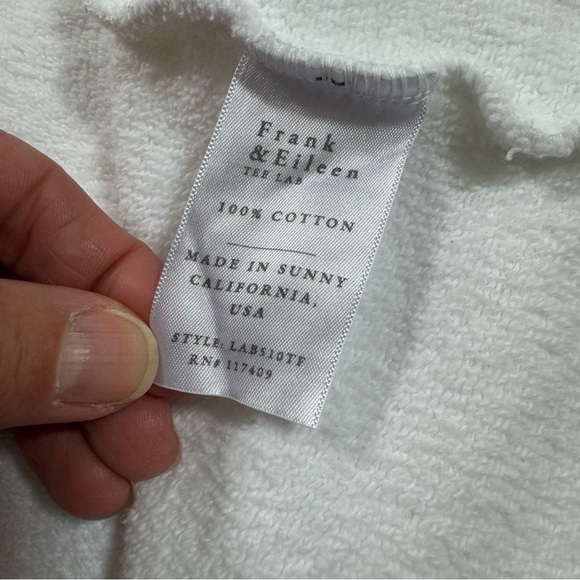 Frank
&Eileen
TEE LAB
100% COTTON
MADE IN SUNNY
CALIFORNIA,
USA
STYLE: LABS10TF
RN# 117409